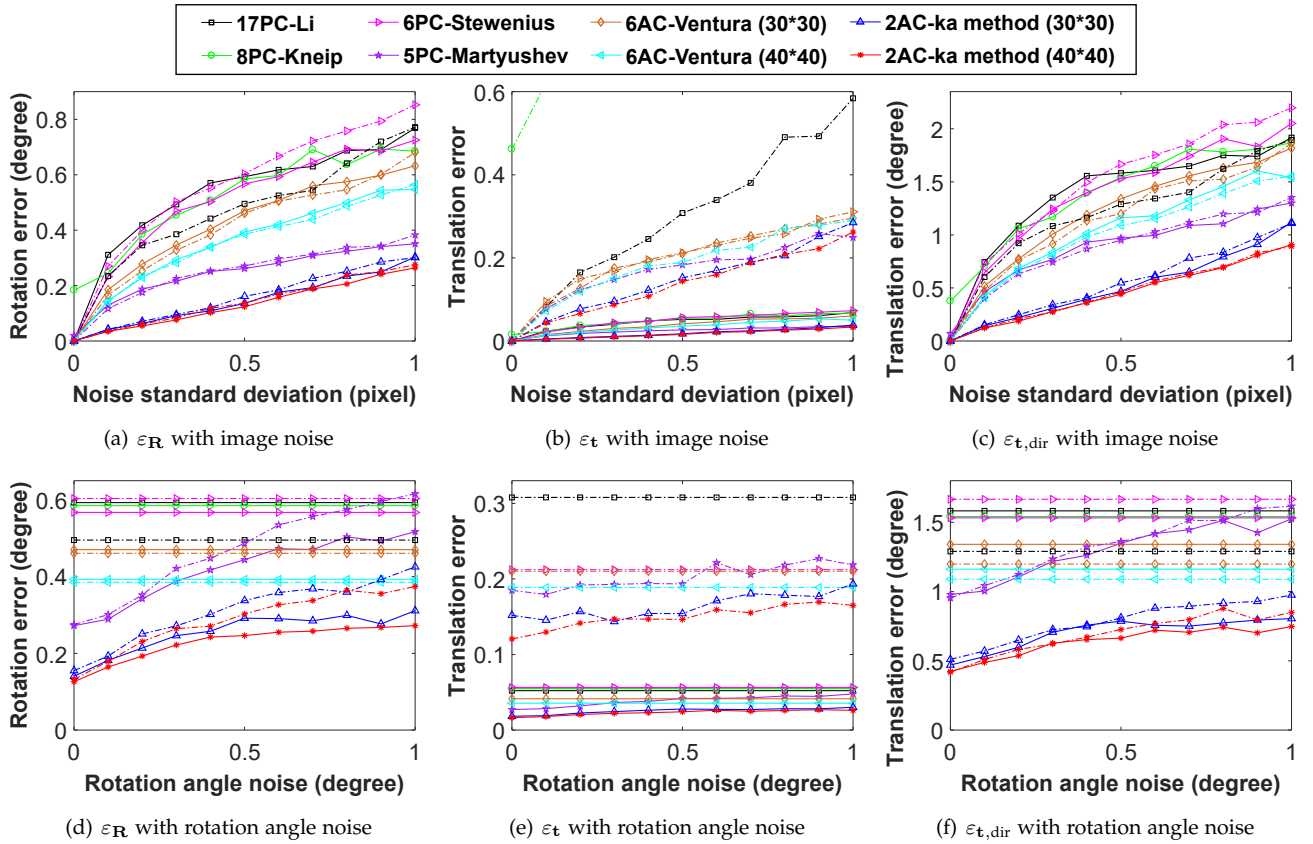 17PC-Li 6PC-Stewenius 6AC-Ventura (30*30) 2AC-ka method (30*30)
8PC-Kneip 5PC-Martyushev 6AC-Ventura (40*40) 2AC-ka method (40*40)
Rotation error (degree)
0.8
0.6
0.4
0.2
0
0 0.5 1
Noise standard deviation (pixel)
(a) εR with image noise
Translation error
0.6
0.4
0.2
0
0 0.5 1
Noise standard deviation (pixel)
(b) εt with image noise
Translation error (degree)
2
1.5
1
0.5
0
0 0.5 1
Noise standard deviation (pixel)
(c) εt,dir with image noise
Rotation error (degree)
0.6
0.4
0.2
0
0 0.5 1
Rotation angle noise (degree)
(d) εR with rotation angle noise
Translation error
0.3
0.2
0.1
0
0 0.5 1
Rotation angle noise (degree)
(e) εt with rotation angle noise
Translation error (degree)
1.5
1
0.5
0
0 0.5 1
Rotation angle noise (degree)
(f) εt,dir with rotation angle noise